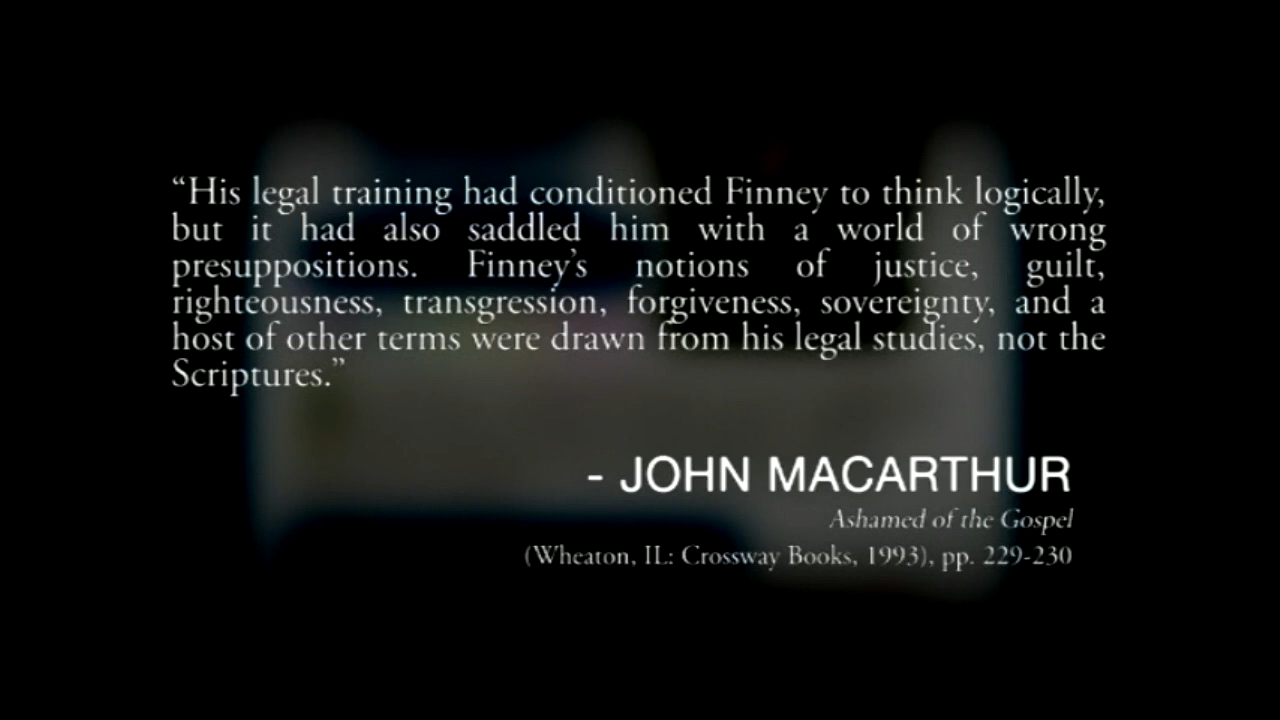 “His legal training had conditioned Finney to think logically,
but it had also saddled him with a world of wrong
presuppositions. Finney’s notions of justice, guilt,
righteousness, transgression, forgiveness, sovereignty, and a
host of other terms were drawn from his legal studies, not the
Scriptures.”
- JOHN MACARTHUR
Ashamed of the Gospel
(Wheaton, IL: Crossway Books, 1993), pp. 229-230